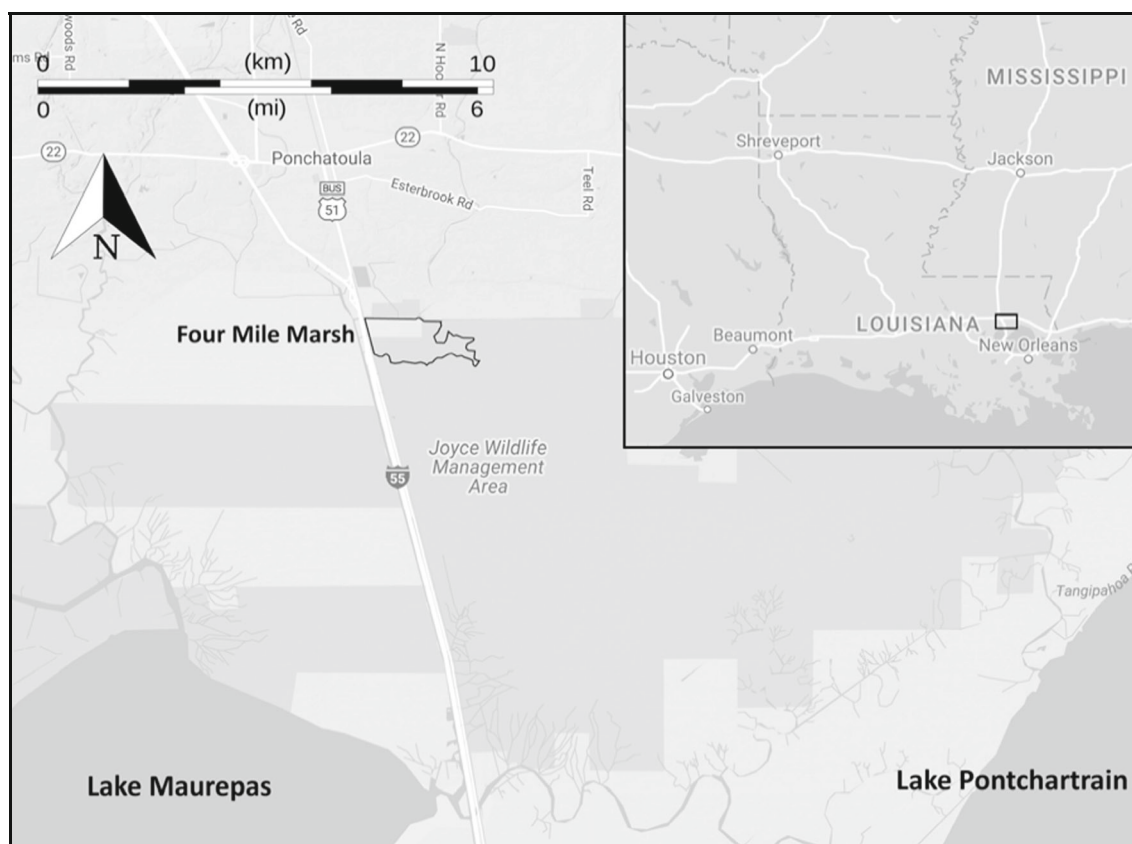 woods Rd
e Rd
ms Rd
0 (km) 10
0 (mi) 6
22
22
Ponchatoula
BUS
51
Esterbrook Rd
Teel Rd
N
Four Mile Marsh
Joyce Wildlife
Management
Area
55
Lake Maurepas
Lake Pontchartrain
MISSISSIPPI
Shreveport
Jackson
LOUISIANA
Beaumont
New Orleans
Houston
Galveston